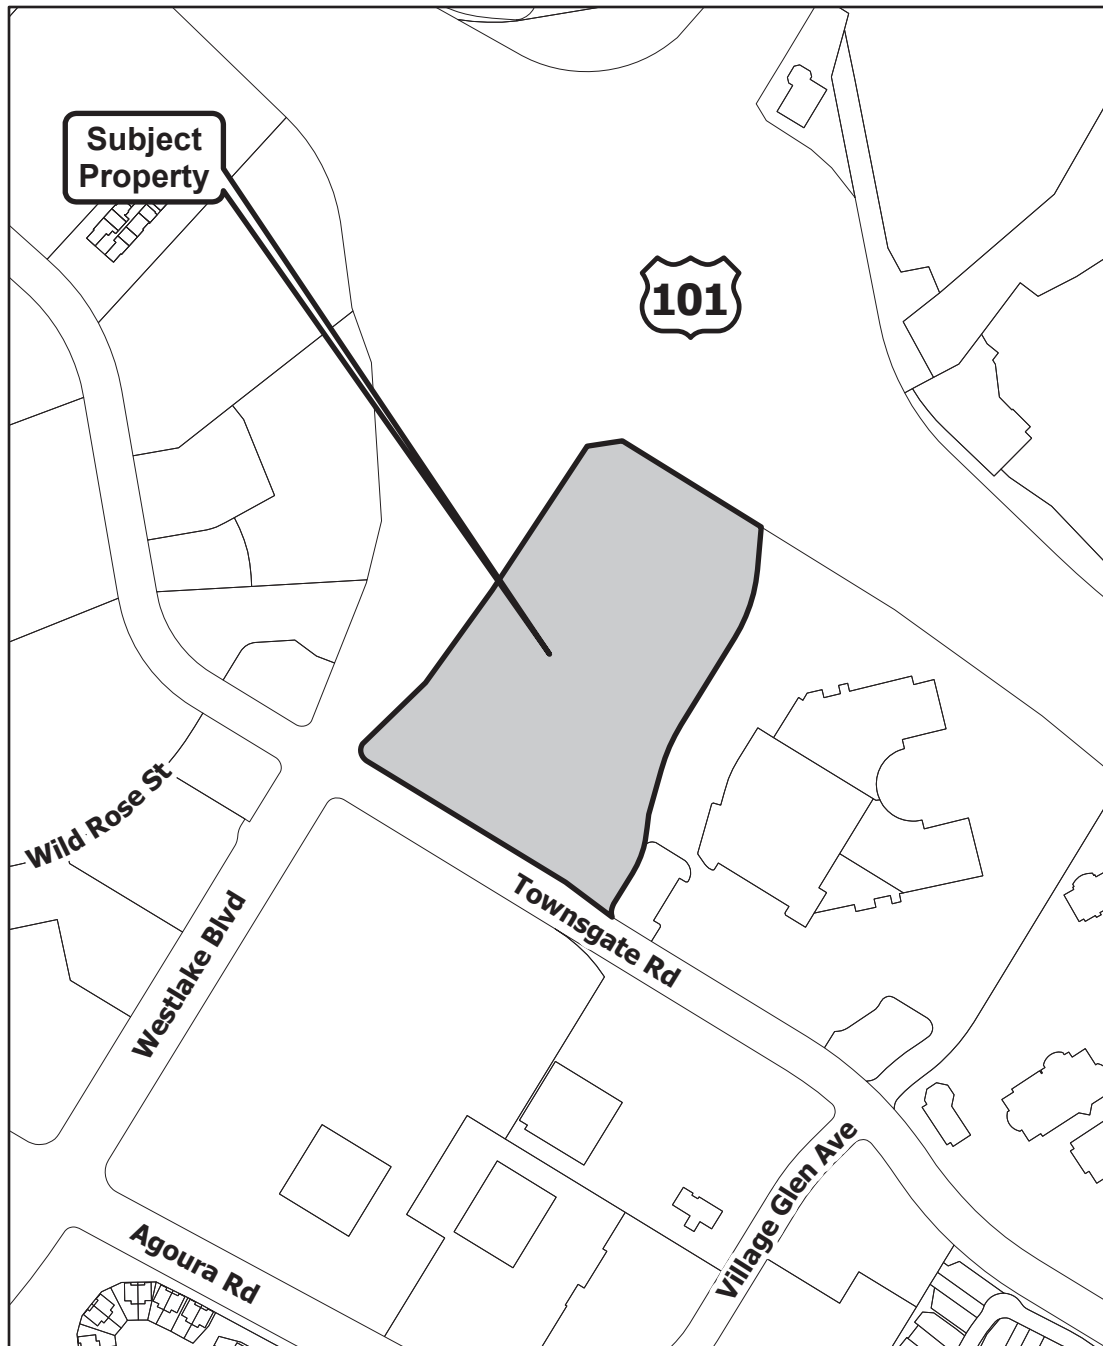 Subject
Property
101
Wild Rose St
Westlake Blvd
Townsgate Rd
Village Glen Ave
Agoura Rd